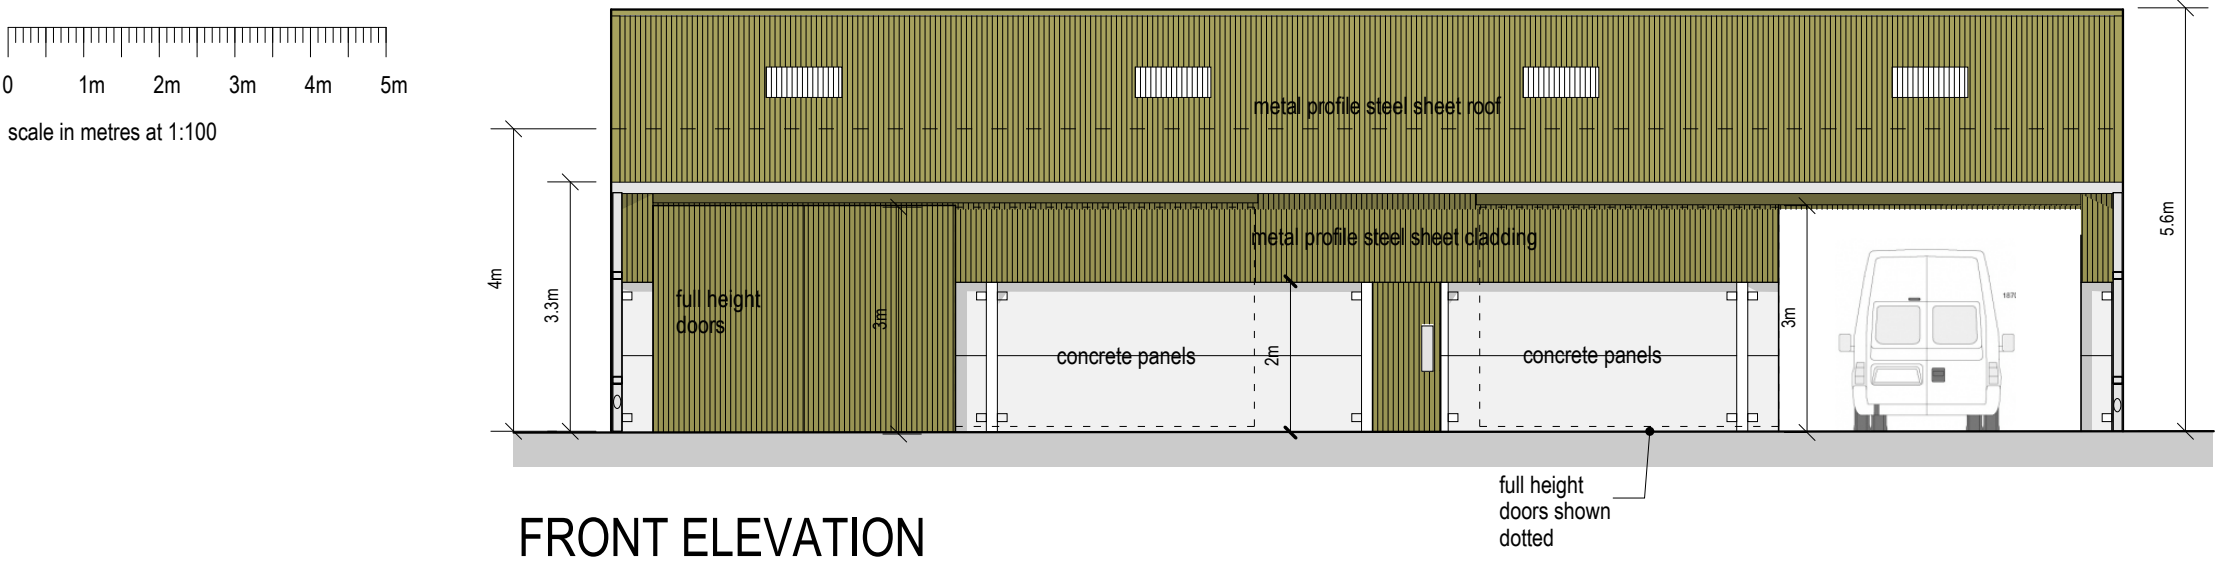 0 1m 2m 3m 4m 5m
scale in metres at 1:100
metal profile steel sheet roof
4m
3.3m
5.6m
metal profile steel sheet cladding
full height
doors
3m
concrete panels
2m
concrete panels
3m
full height
doors shown
dotted
FRONT ELEVATION